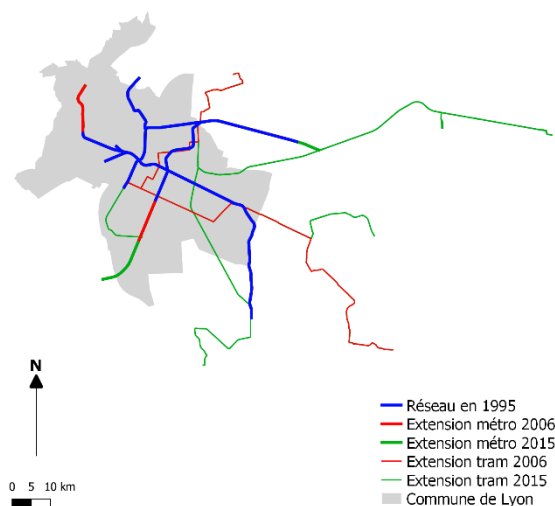 N
Réseau en 1995
Extension métro 2006
Extension métro 2015
Extension tram 2006
Extension tram 2015
Commune de Lyon
0 5 10 km